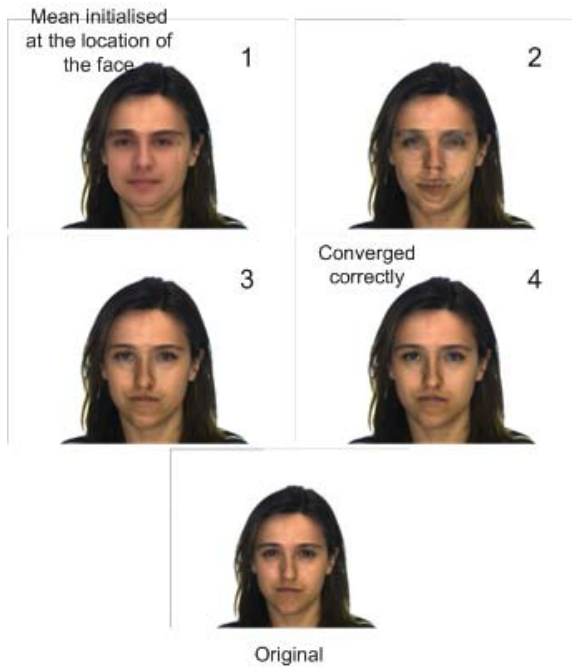 Mean initialised
at the location of
the face
1
2
3
Converged
correctly
4
Original